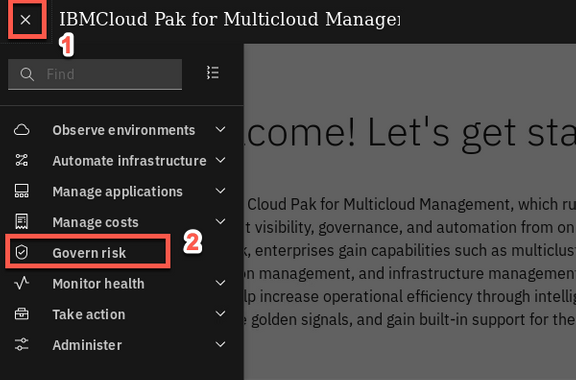 IBMCloud Pak for Multicloud Manage
1
Find
come! Let's get sta
Observe environments
Automate infrastructure
Manage applications
Manage costs
2
Govern risk
Monitor health
Take action
Administer
Cloud Pak for Multicloud Management, which ru
t visibility, governance, and automation from on
, enterprises gain capabilities such as multiclus
n management, and infrastructure management
lp increase operational efficiency through intellig
e golden signals, and gain built-in support for the